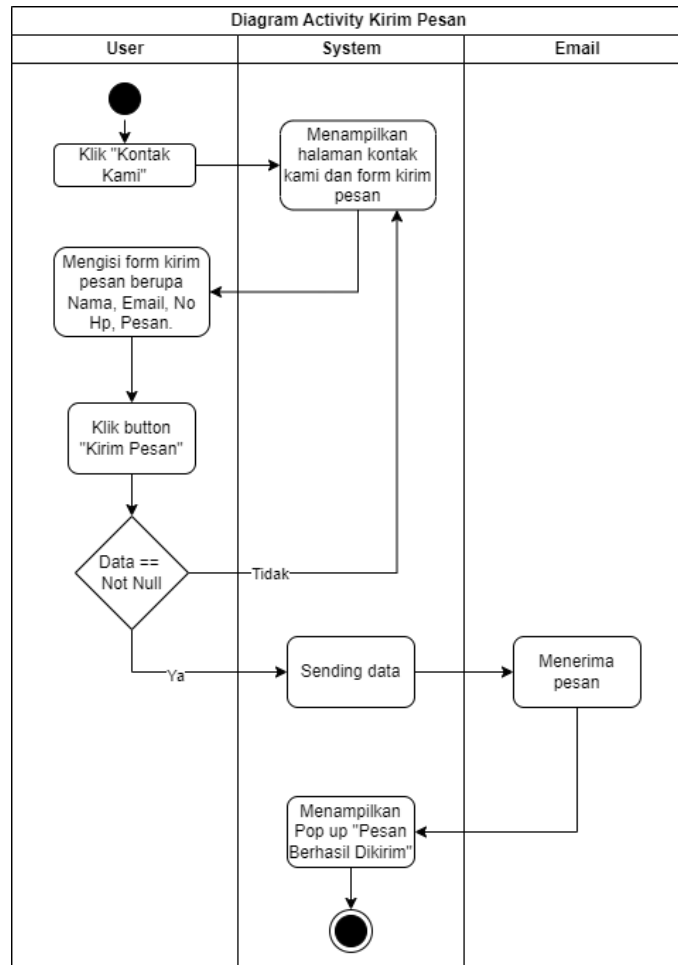 Diagram Activity Kirim Pesan
User
System
Email
Klik "Kontak
Kami"
Menampilkan
halaman kontak
kami dan form kirim
pesan
Mengisi form kirim
pesan berupa
Nama, Email, No
Hp, Pesan.
Klik button
"Kirim Pesan"
Data ==
Not Null
Tidak
Ya
Sending data
Menerima
pesan
Menampilkan
Pop up "Pesan
Berhasil Dikirim"